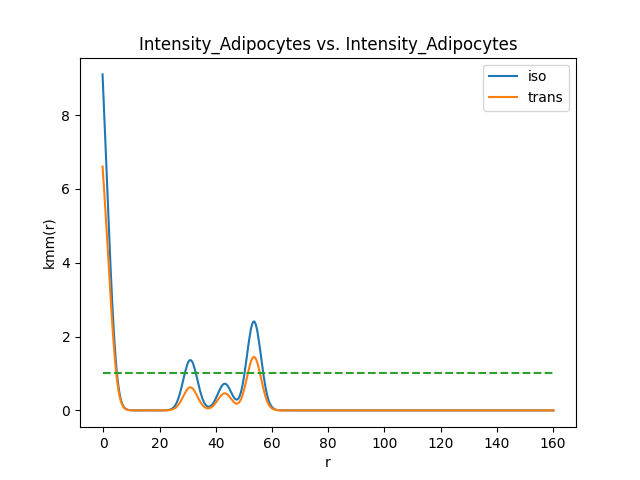 Intensity_Adipocytes vs. Intensity_Adipocytes
iso
trans
kmm(r)
8
6
4
2
0
0 20 40 60 80 100 120 140 160
r